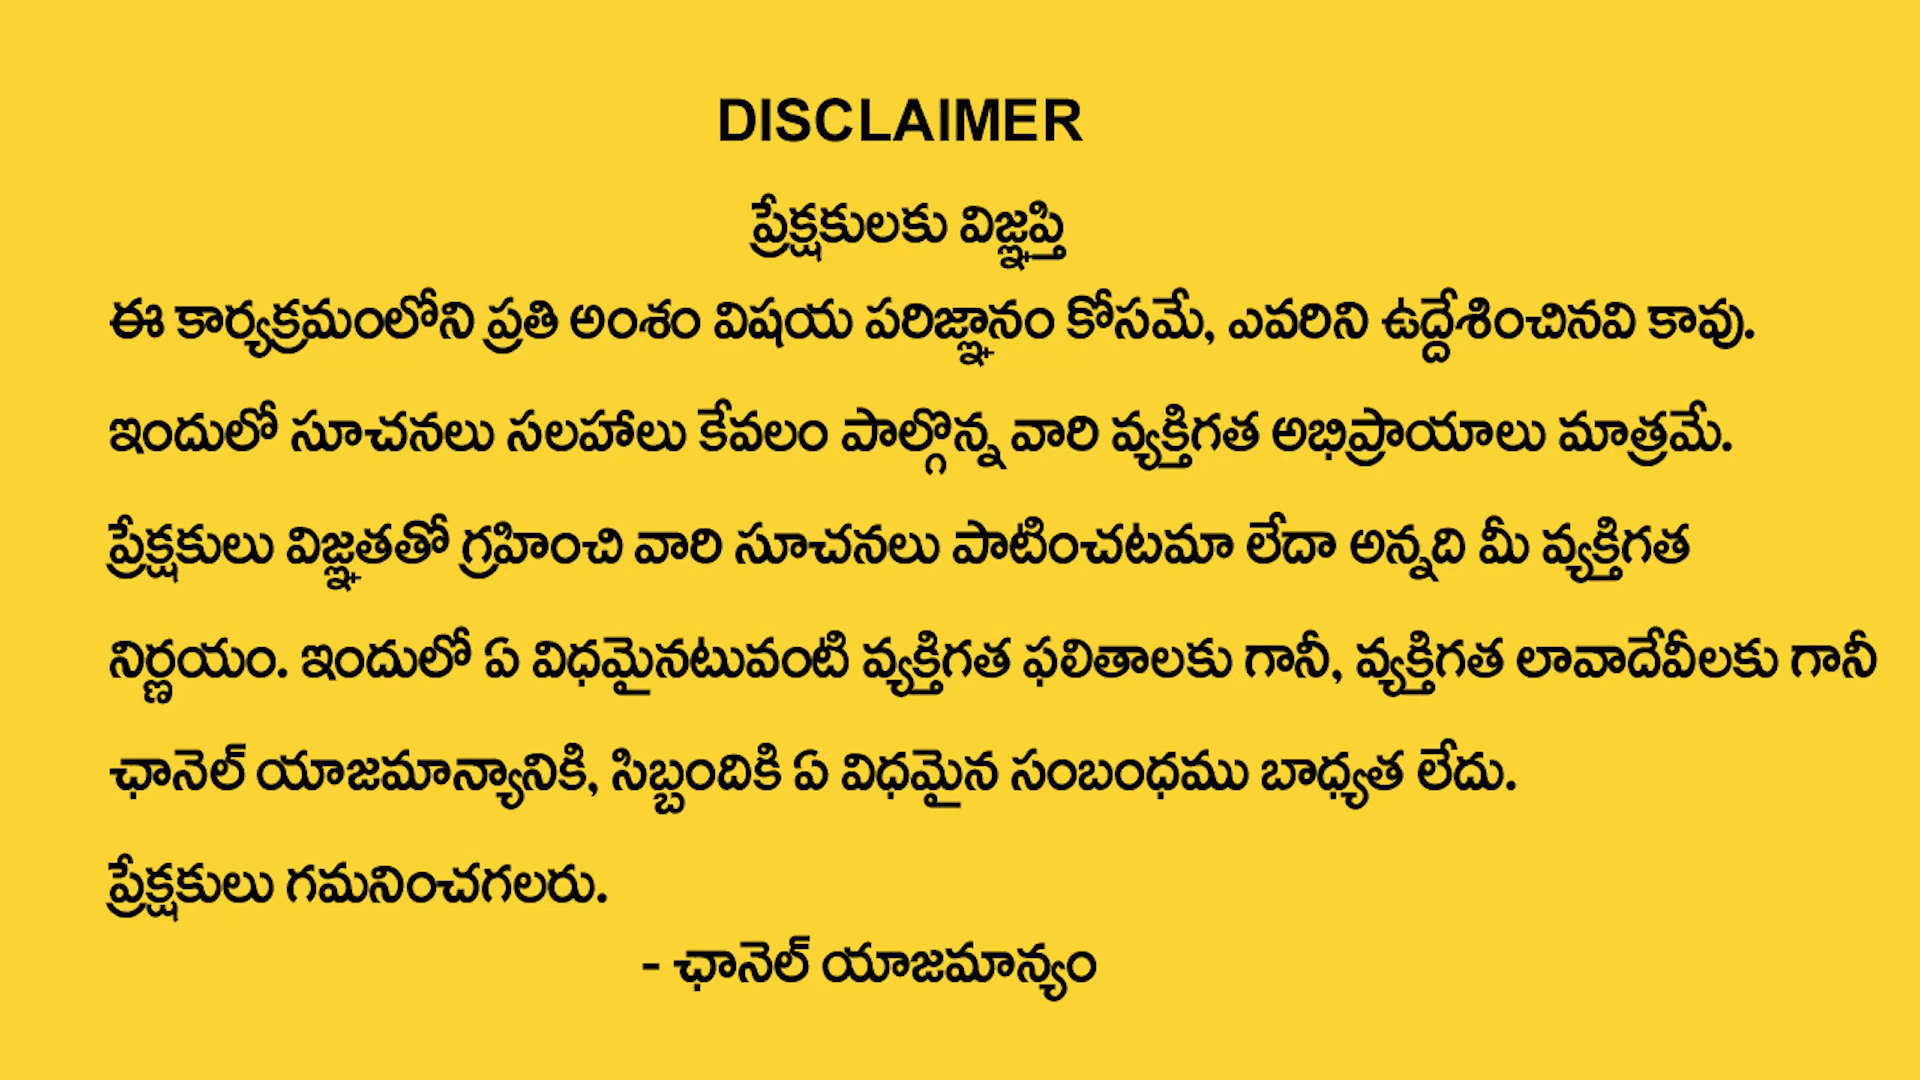 DISCLAIMER
ప్రేక్షకులకు విజ్ఞప్తి
ఈ కార్యక్రమంలోని ప్రతి అంశం విషయ పరిజ్ఞానం కోసమే, ఎవరిని ఉద్దేశించినవి కావు.
ఇందులో సూచనలు సలహాలు కేవలం పాల్గొన్న వారి వ్యక్తిగత అభిప్రాయాలు మాత్రమే.
ప్రేక్షకులు విజ్ఞతతో గ్రహించి వారి సూచనలు పాటించటమా లేదా అన్నది మీ వ్యక్తిగత
నిర్ణయం. ఇందులో ఏ విధమైనటువంటి వ్యక్తిగత ఫలితాలకు గానీ, వ్యక్తిగత లావాదేవీలకు గానీ
ఛానెల్ యాజమాన్యానికి, సిబ్బందికి ఏ విధమైన సంబంధము బాధ్యత లేదు.
ప్రేక్షకులు గమనించగలరు.
- ఛానెల్ యాజమాన్యం